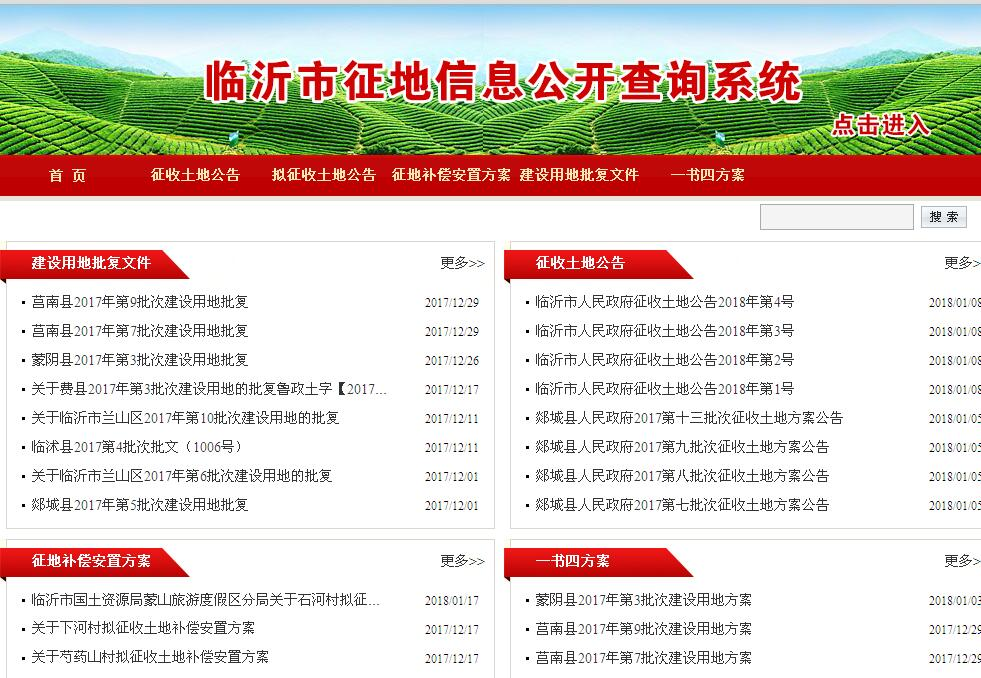 临沂市征地信息公开查询系统
点击进入
首 页 征收土地公告 拟征收土地公告 征地补偿安置方案 建设用地批复文件 一书四方案
搜 索
建设用地批复文件 更多>>
莒南县2017年第9批次建设用地批复 2017/12/29
莒南县2017年第7批次建设用地批复 2017/12/29
蒙阴县2017年第3批次建设用地批复 2017/12/26
关于费县2017年第3批次建设用地的批复鲁政土字【2017... 2017/12/17
关于临沂市兰山区2017年第10批次建设用地的批复 2017/12/11
临沭县2017第4批次批文（1006号） 2017/12/11
关于临沂市兰山区2017年第6批次建设用地的批复 2017/12/01
郯城县2017年第5批次建设用地批复 2017/12/01
征收土地公告 更多>
临沂市人民政府征收土地公告2018年第4号 2018/01/08
临沂市人民政府征收土地公告2018年第3号 2018/01/08
临沂市人民政府征收土地公告2018年第2号 2018/01/08
临沂市人民政府征收土地公告2018年第1号 2018/01/08
郯城县人民政府2017第十三批次征收土地方案公告 2018/01/05
郯城县人民政府2017第九批次征收土地方案公告 2018/01/05
郯城县人民政府2017第八批次征收土地方案公告 2018/01/05
郯城县人民政府2017第七批次征收土地方案公告 2018/01/05
征地补偿安置方案 更多>>
临沂市国土资源局蒙山旅游度假区分局关于石河村拟征... 2018/01/17
关于下河村拟征收土地补偿安置方案 2017/12/17
关于芍药山村拟征收土地补偿安置方案 2017/12/17
一书四方案 更多>
蒙阴县2017年第3批次建设用地方案 2018/01/03
莒南县2017年第9批次建设用地方案 2017/12/29
莒南县2017年第7批次建设用地方案 2017/12/29